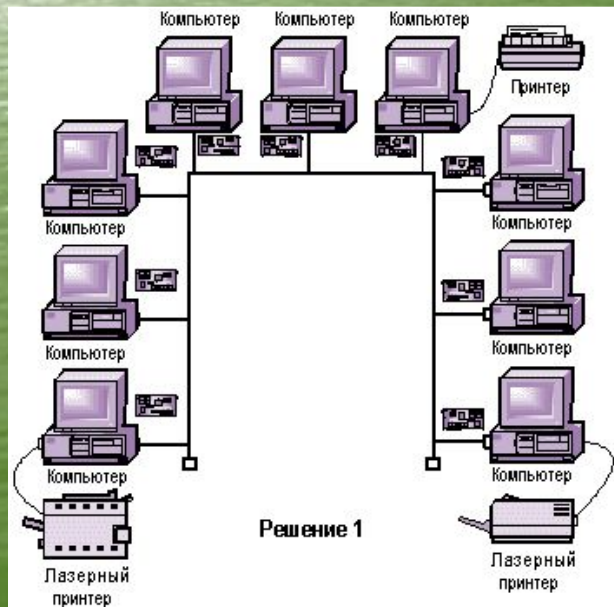 Компьютер
Компьютер
Компьютер
Принтер
Компьютер
Компьютер
Компьютер
Компьютер
Компьютер
Компьютер
Решение 1
Лазерный
принтер
Лазерный
принтер